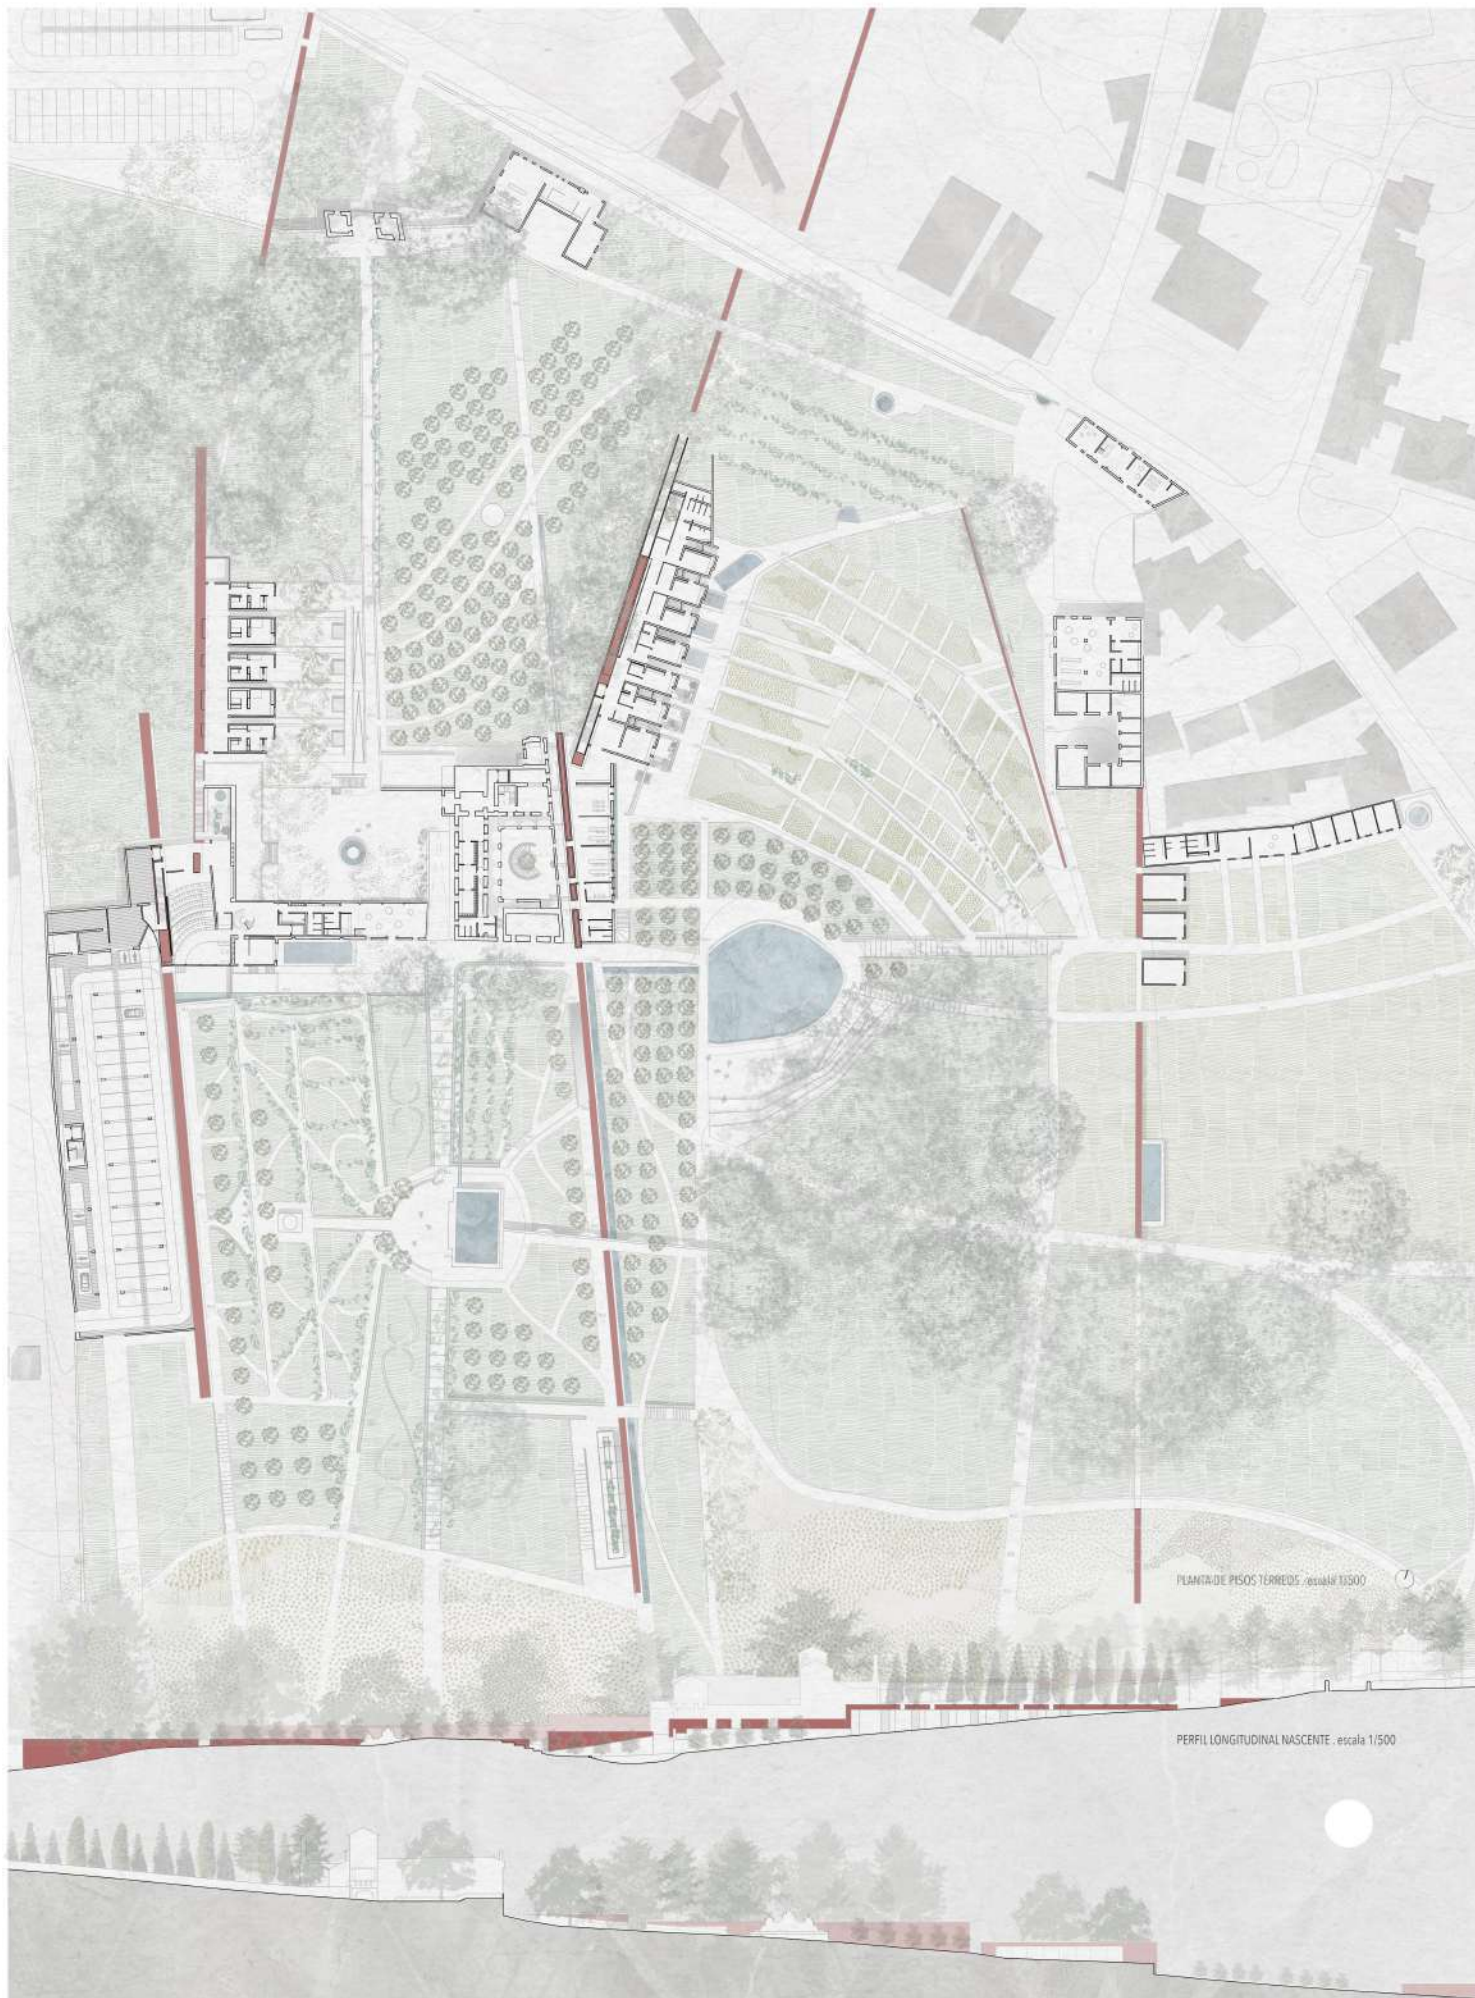 PLANTA DE PISOS TÉRREOS . escala 1/500
PERFIL LONGITUDINAL NASCENTE . escala 1/500